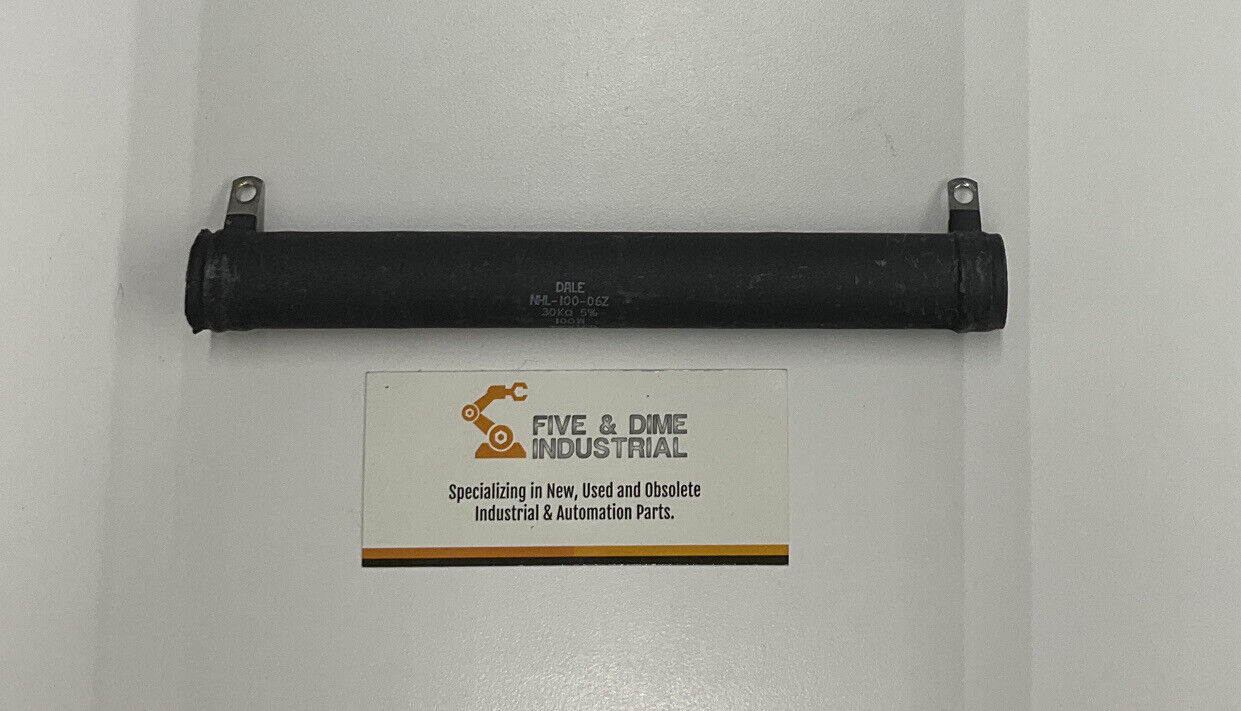 DALE
NHL-100-06Z
30KΩ 5%
100W
FIVE & DIME
INDUSTRIAL
Specializing in New, Used and Obsolete
Industrial & Automation Parts.